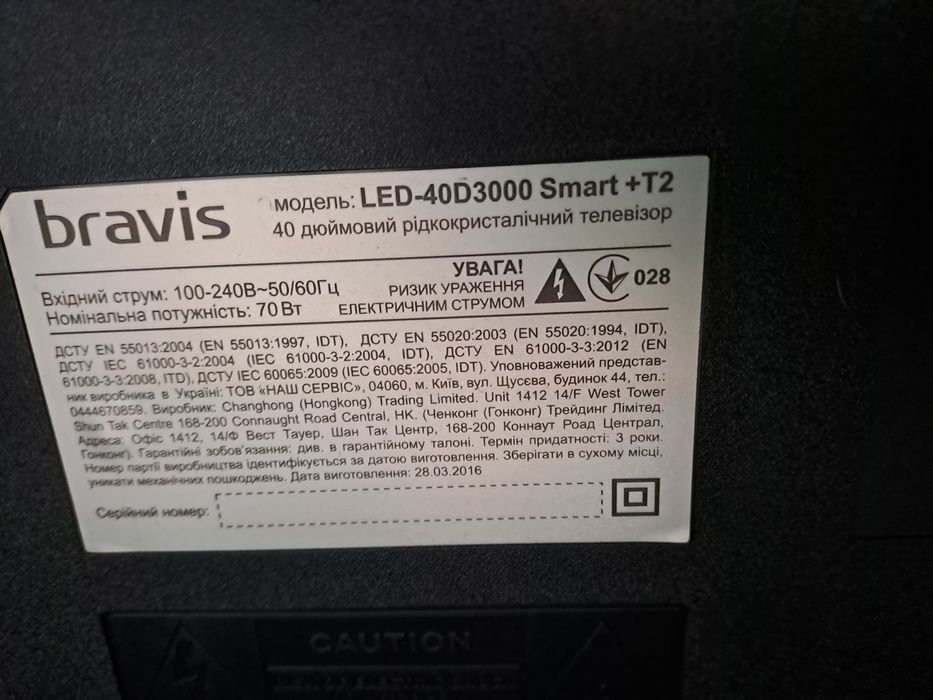 bravis
модель: LED-40D3000 Smart +T2
40 дюймовий рідкокристалічний телевізор
Вхідний струм: 100-240В~50/60Гц
Номінальна потужність: 70 Вт
УВАГА!
РИЗИК УРАЖЕННЯ
ЕЛЕКТРИЧНИМ СТРУМОМ
028
ДСТУ EN 55013:2004 (EN 55013:1997, IDT), ДСТУ EN 55020:2003 (EN 55020:1994, IDT),
ДСТУ IEC 61000-3-2:2004 (IEC 61000-3-2:2004, IDT), ДСТУ EN 61000-3-3:2012 (EN
61000-3-3:2008, ITD), ДСТУ IEC 60065:2009 (IEC 60065:2005, IDT). Уповноважений представ-
ник виробника в Україні: ТОВ «НАШ СЕРВІС», 04060, м. Київ, вул. Щусєва, будинок 44, тел.:
0444670859. Виробник: Changhong (Hongkong) Trading Limited. Unit 1412 14/F West Tower
Shun Tak Centre 168-200 Connaught Road Central, HK. (Ченконг (Гонконг) Трейдинг Лімітед.
Адреса: Офіс 1412, 14/Ф Вест Тауер, Шан Так Центр, 168-200 Коннаут Роад Централ,
Гонконг). Гарантійні зобов'язання: див. в гарантійному талоні. Термін придатності: 3 роки.
Номер партії виробництва ідентифікується за датою виготовлення. Зберігати в сухому місці,
уникати механічних пошкоджень. Дата виготовлення: 28.03.2016
Серійний номер:
CAUTION